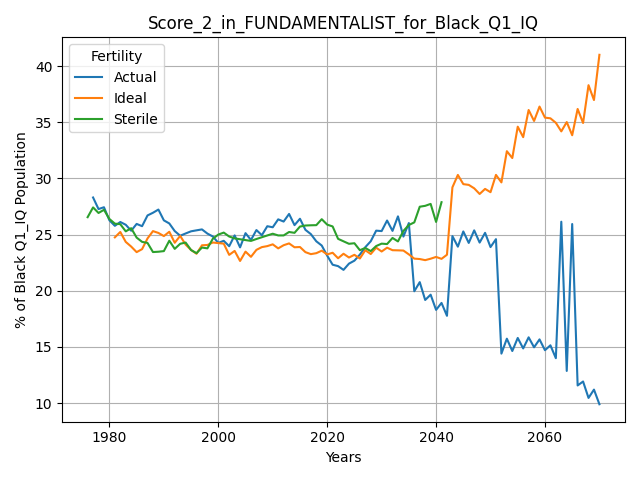 Score_2_in_FUNDAMENTALIST_for_Black_Q1_IQ
Fertility
Actual
Ideal
Sterile
% of Black Q1_IQ Population
40
35
30
25
20
15
10
1980
2000
2020
2040
2060
Years